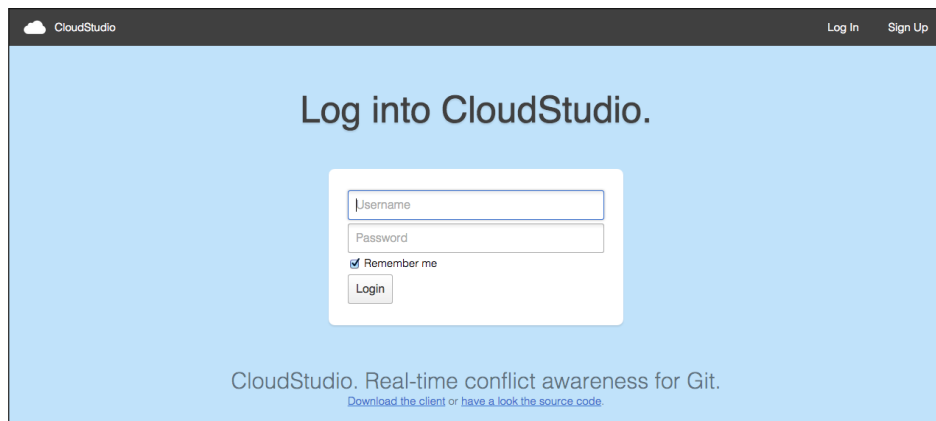 CloudStudio Log In Sign Up
Log into CloudStudio.
Username
Password
Remember me
Login
CloudStudio. Real-time conflict awareness for Git.
Download the client or have a look the source code.